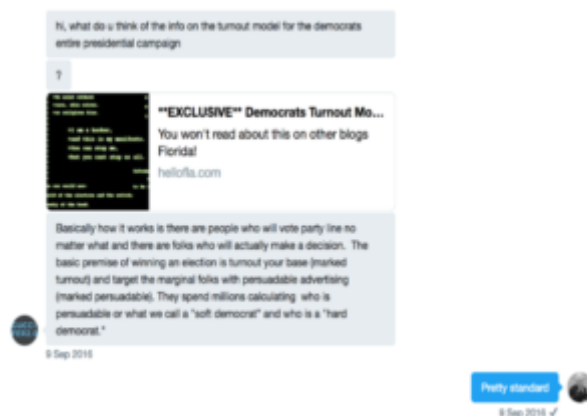 hi, what do u think of the info on the turnout model for the democrats
entire presidential campaign
?
**EXCLUSIVE** Democrats Turnout Mo...
You won't read about this on other blogs
Florida!
hellofla.com
Basically how it works is there are people who will vote party line no
matter what and there are folks who will actually make a decision. The
basic premise of winning an election is turnout your base (marked
turnout) and target the marginal folks with persuadable advertising
(marked persuadable). They spend millions calculating who is
persuadable or what we call a "soft democrat" and who is a "hard
democrat."
9 Sep 2016
Pretty standard
9 Sep 2016 ✓